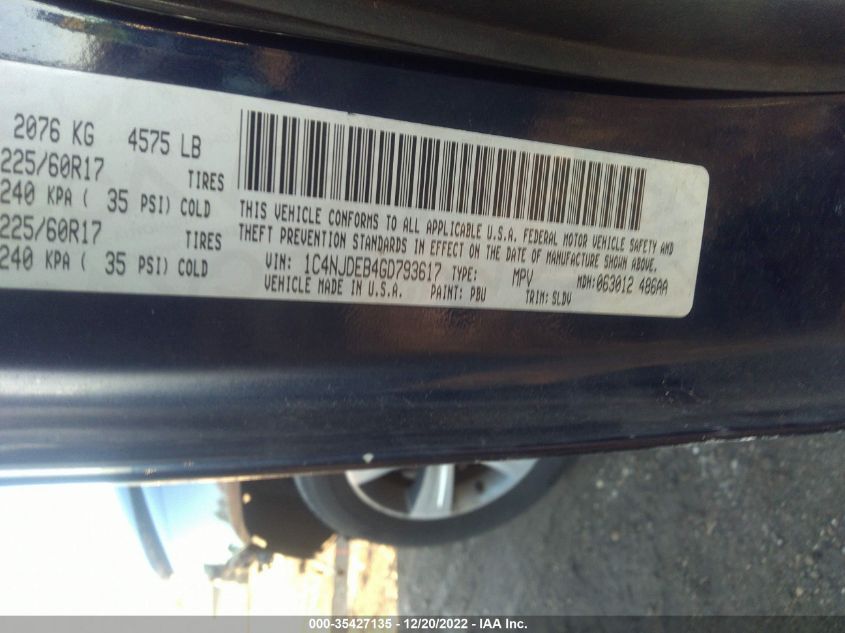 2076 KG 4575 LB
225/60R17 TIRES
240 KPA ( 35 PSI) COLD
225/60R17 TIRES
240 KPA ( 35 PSI) COLD
THIS VEHICLE CONFORMS TO ALL APPLICABLE U.S.A. FEDERAL MOTOR VEHICLE SAFETY AND
THEFT PREVENTION STANDARDS IN EFFECT ON THE DATE OF MANUFACTURE SHOWN ABOVE.
VIN: 1C4NJDEB4GD793617 TYPE: MPV MDH: 063012 486AA
VEHICLE MADE IN U.S.A. PAINT: PBU TRIM: SLDV
000-35427135 - 12/20/2022 - IAA Inc.